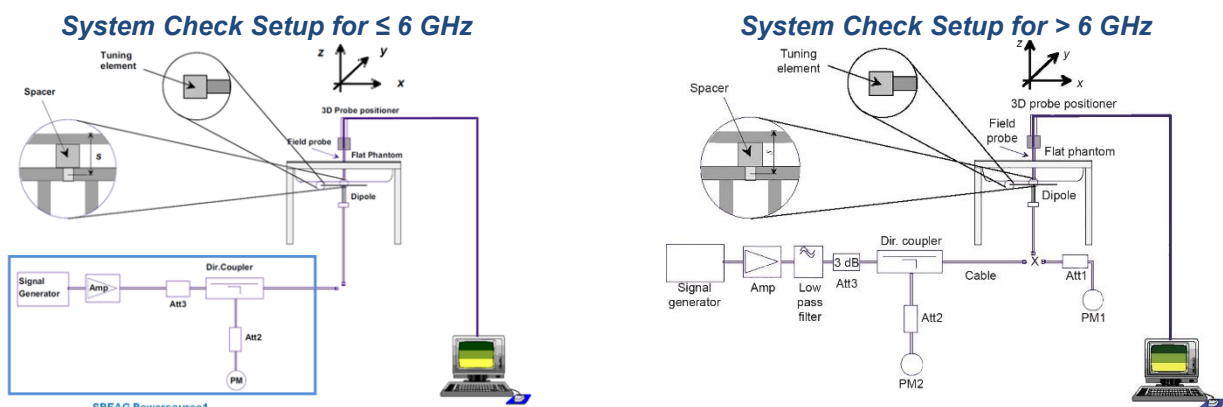 System Check Setup for ≤ 6 GHz
Tuning
element
z
y
x
Spacer
3D Probe positioner
s
Field probe
Flat Phantom
Dipole
Signal
Generator
Amp
Att3
Dir.Coupler
Att2
PM
SPEAG Powersource1
System Check Setup for > 6 GHz
Tuning
element
z
y
x
Spacer
3D probe positioner
s
Field
probe
Flat phantom
Dipole
Signal
generator
Amp
Low
pass
filter
3 dB
Att3
Dir. coupler
Cable
X
Att1
PM1
Att2
PM2